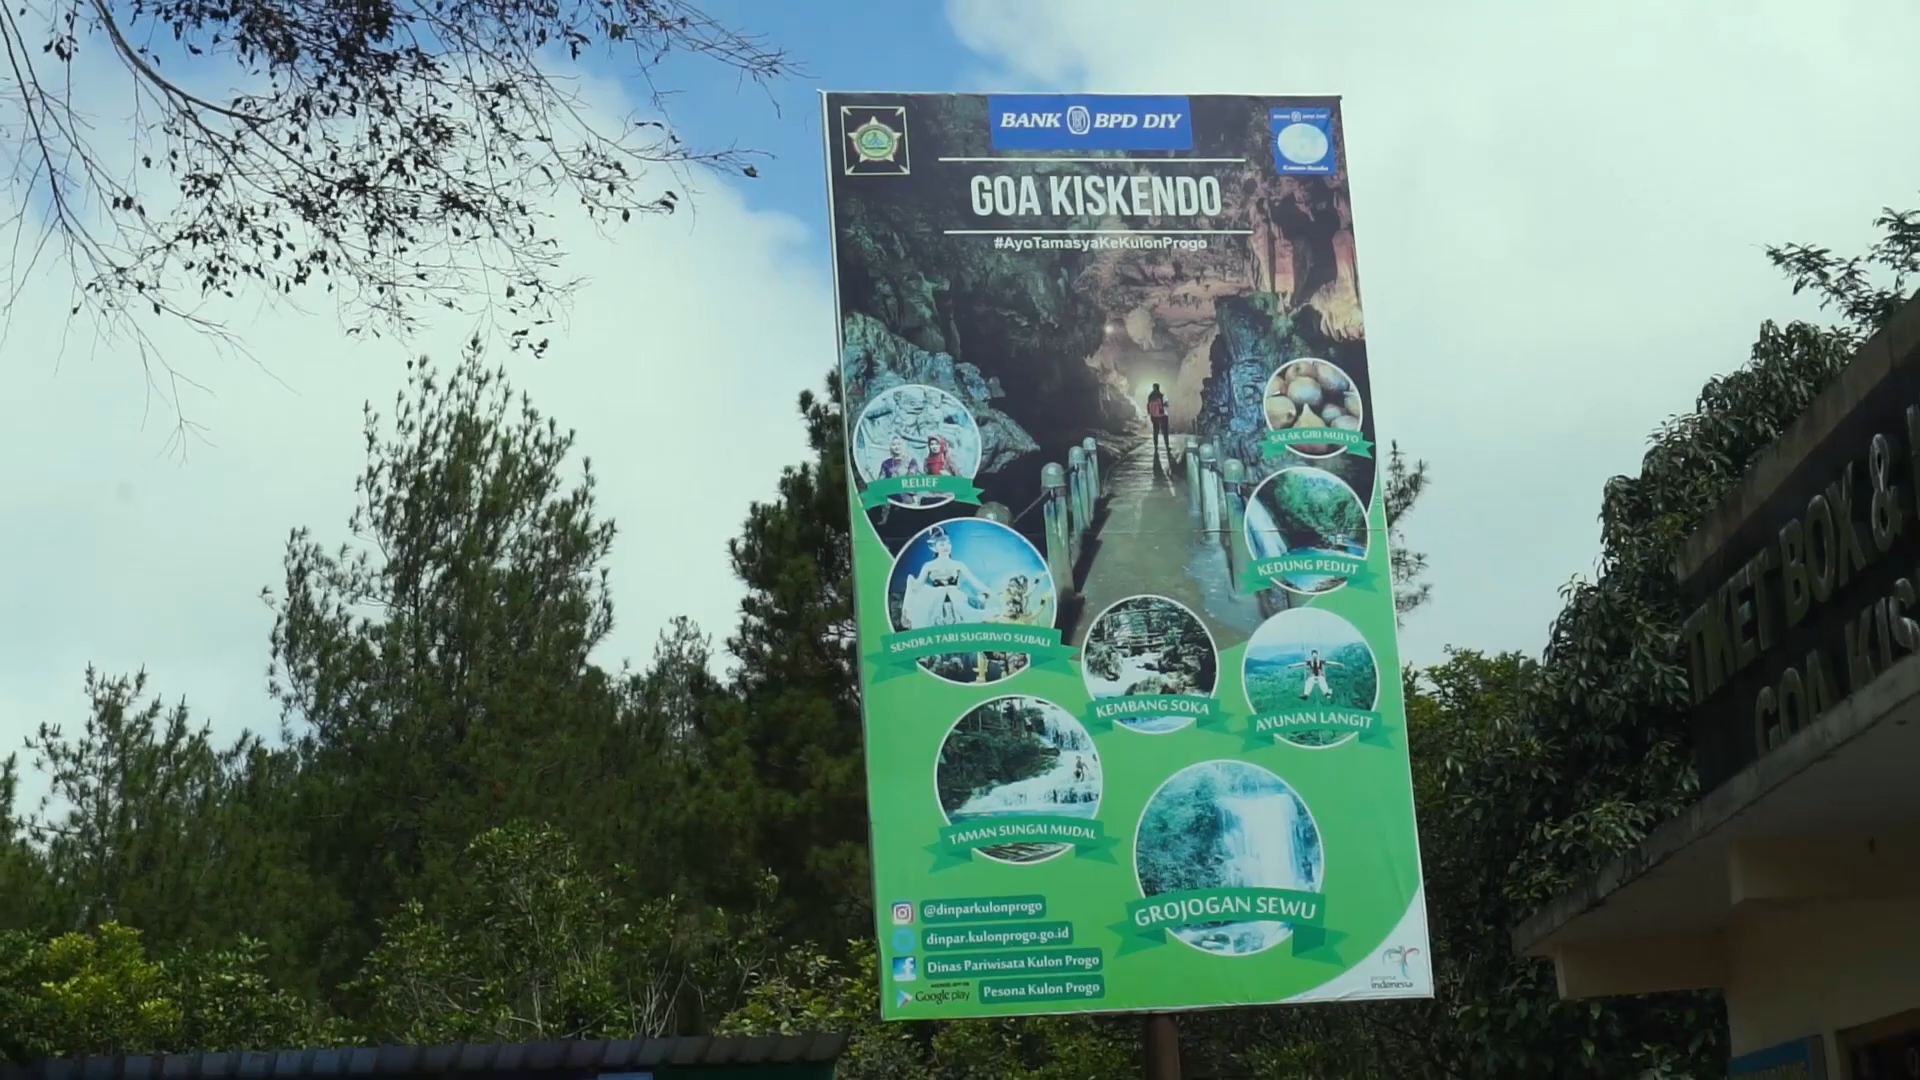 BANK BPD DIY
GOA KISKENDO
#AyoTamasyaKeKulonProgo
RELIEF
SALAK GIRI MULYO
KEDUNG PEDUT
SENDRA TARI SUGRIWO SUBALI
KEMBANG SOKA
AYUNAN LANGIT
TAMAN SUNGAI MUDAL
GROJOGAN SEWU
@dinparkulonprogo
dinpar.kulonprogo.go.id
Dinas Pariwisata Kulon Progo
Google play
Pesona Kulon Progo
pesona
indonesia
TIKET BOX &
GOA KIS